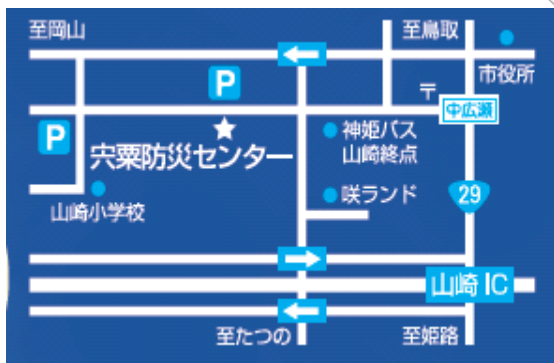 至岡山
至鳥取
市役所
P
〒
中広瀬
P
宍粟防災センター
神姫バス
山崎終点
咲ランド
29
山崎小学校
山崎IC
至たつの
至姫路